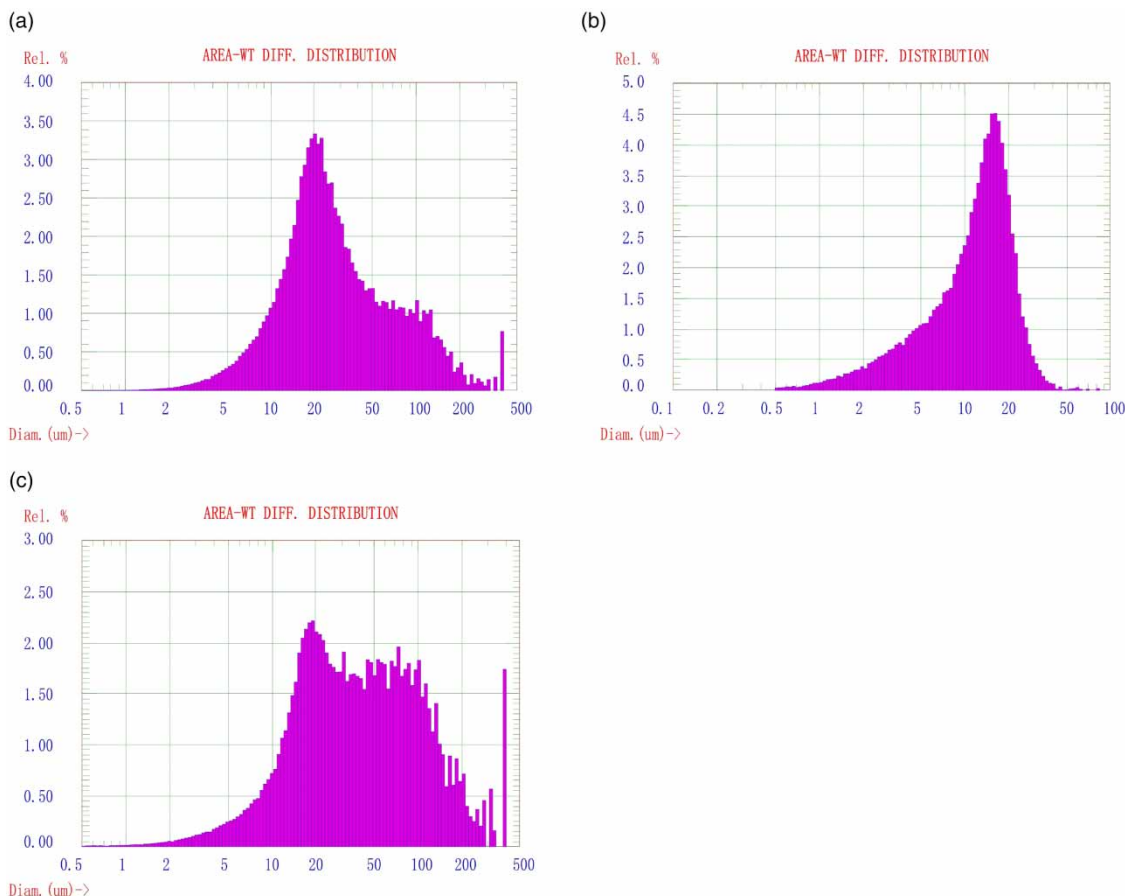 (a)
AREA-WT DIFF. DISTRIBUTION
Rel. %
4.00
3.50
3.00
2.50
2.00
1.50
1.00
0.50
0.00
0.5 1 2 5 10 20 50 100 200 500
Diam.(um)->
(b)
AREA-WT DIFF. DISTRIBUTION
Rel. %
5.0
4.5
4.0
3.5
3.0
2.5
2.0
1.5
1.0
0.5
0.0
0.1 0.2 0.5 1 2 5 10 20 50 100
Diam.(um)->
(c)
AREA-WT DIFF. DISTRIBUTION
Rel. %
3.00
2.50
2.00
1.50
1.00
0.50
0.00
0.5 1 2 5 10 20 50 100 200 500
Diam.(um)->